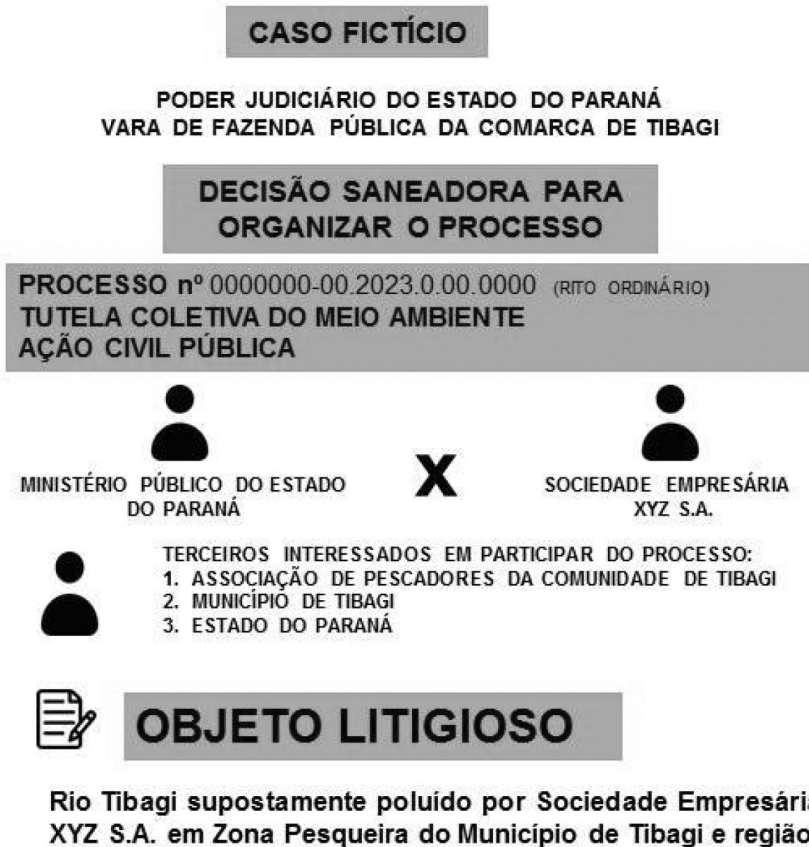 CASO FICTÍCIO
PODER JUDICIÁRIO DO ESTADO DO PARANÁ
VARA DE FAZENDA PÚBLICA DA COMARCA DE TIBAGI
DECISÃO SANEADORA PARA
ORGANIZAR O PROCESSO
PROCESSO nº 0000000-00.2023.0.00.0000 (RITO ORDINÁRIO)
TUTELA COLETIVA DO MEIO AMBIENTE
AÇÃO CIVIL PÚBLICA
MINISTÉRIO PÚBLICO DO ESTADO
DO PARANÁ
X
SOCIEDADE EMPRESÁRIA
XYZ S.A.
TERCEIROS INTERESSADOS EM PARTICIPAR DO PROCESSO:
1. ASSOCIAÇÃO DE PESCADORES DA COMUNIDADE DE TIBAGI
2. MUNICÍPIO DE TIBAGI
3. ESTADO DO PARANÁ
OBJETO LITIGIOSO
Rio Tibagi supostamente poluído por Sociedade Empresária
XYZ S.A. em Zona Pesqueira do Município de Tibagi e região